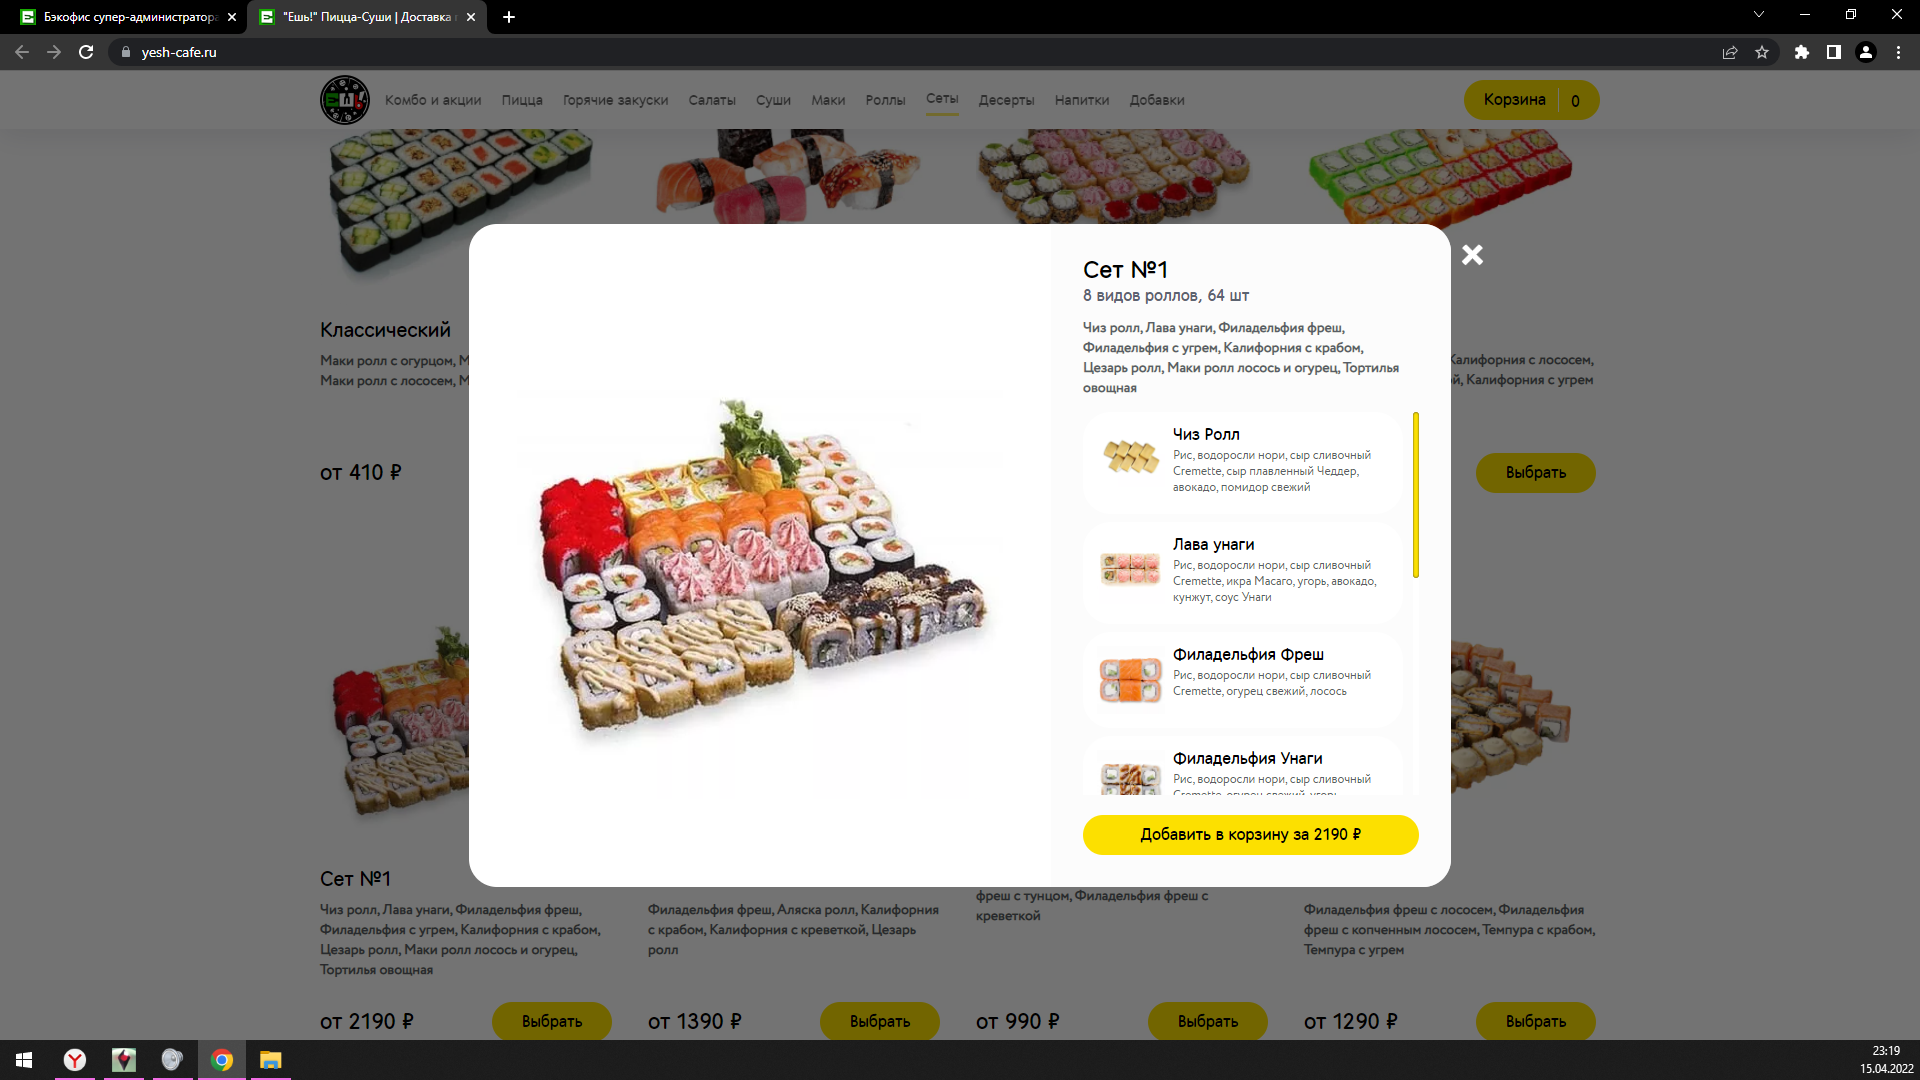 Бэкофис супер-администратора
"Ешь!" Пицца-Суши | Доставка
yesh-cafe.ru
ЕШЬ!
Комбо и акции
Пицца
Горячие закуски
Салаты
Суши
Маки
Роллы
Сеты
Десерты
Напитки
Добавки
Корзина 0
Классический
Маки ролл с огурцом,
Маки ролл с лососем,
от 410 ₽
Калифорния с лососем,
Калифорния с угрем
Выбрать
Сет №1
8 видов роллов, 64 шт
Чиз ролл, Лава унаги, Филадельфия фреш,
Филадельфия с угрем, Калифорния с крабом,
Цезарь ролл, Маки ролл лосось и огурец, Тортилья
овощная
Чиз Ролл
Рис, водоросли нори, сыр сливочный
Cremette, сыр плавленный Чеддер,
авокадо, помидор свежий
Лава унаги
Рис, водоросли нори, сыр сливочный
Cremette, икра Масаго, угорь, авокадо,
кунжут, соус Унаги
Филадельфия Фреш
Рис, водоросли нори, сыр сливочный
Cremette, огурец свежий, лосось
Филадельфия Унаги
Рис, водоросли нори, сыр сливочный
Cremette, огурец свежий, угорь
Добавить в корзину за 2190 ₽
Сет №1
Чиз ролл, Лава унаги, Филадельфия фреш,
Филадельфия с угрем, Калифорния с крабом,
Цезарь ролл, Маки ролл лосось и огурец,
Тортилья овощная
от 2190 ₽
Выбрать
Филадельфия фреш, Аляска ролл, Калифорния
с крабом, Калифорния с креветкой, Цезарь
ролл
от 1390 ₽
Выбрать
фреш с тунцом, Филадельфия фреш с
креветкой
от 990 ₽
Выбрать
Филадельфия фреш с лососем, Филадельфия
фреш с копченным лососем, Темпура с крабом,
Темпура с угрем
от 1290 ₽
Выбрать
23:19
15.04.2022